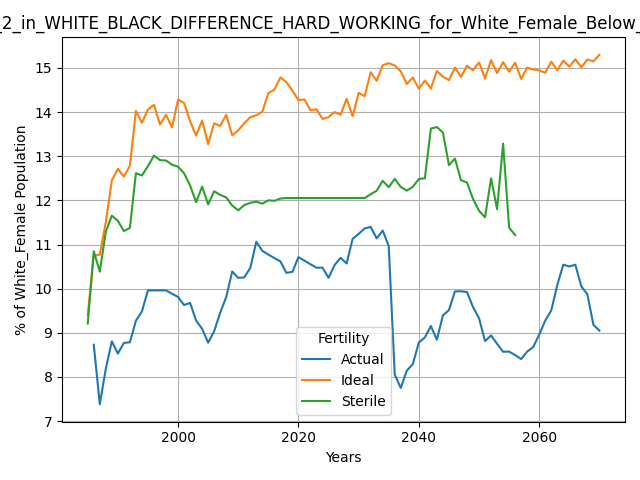 _2_in_WHITE_BLACK_DIFFERENCE_HARD_WORKING_for_White_Female_Below_
% of White_Female Population
15
14
13
12
11
10
9
8
7
2000 2020 2040 2060
Years
Fertility
Actual
Ideal
Sterile